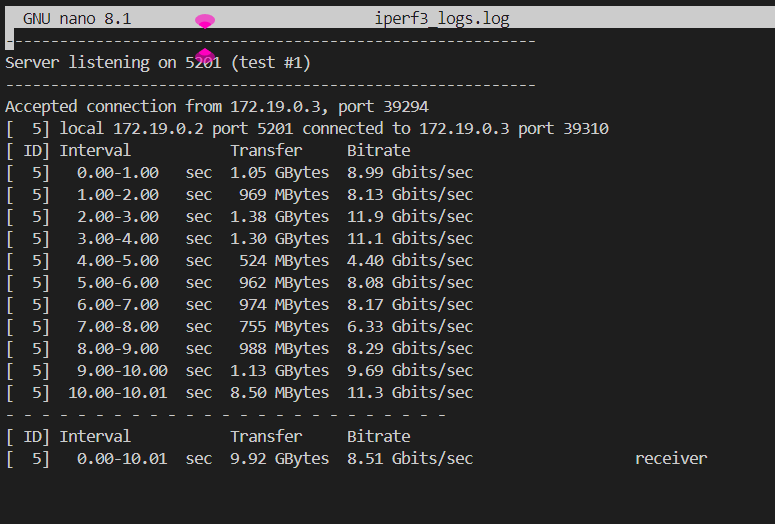 GNU nano 8.1                           iperf3_logs.log
-----------------------------------------------------------
Server listening on 5201 (test #1)
-----------------------------------------------------------
Accepted connection from 172.19.0.3, port 39294
[  5] local 172.19.0.2 port 5201 connected to 172.19.0.3 port 39310
[ ID] Interval           Transfer     Bitrate
[  5]   0.00-1.00   sec  1.05 GBytes  8.99 Gbits/sec
[  5]   1.00-2.00   sec   969 MBytes  8.13 Gbits/sec
[  5]   2.00-3.00   sec  1.38 GBytes  11.9 Gbits/sec
[  5]   3.00-4.00   sec  1.30 GBytes  11.1 Gbits/sec
[  5]   4.00-5.00   sec   524 MBytes  4.40 Gbits/sec
[  5]   5.00-6.00   sec   962 MBytes  8.08 Gbits/sec
[  5]   6.00-7.00   sec   974 MBytes  8.17 Gbits/sec
[  5]   7.00-8.00   sec   755 MBytes  6.33 Gbits/sec
[  5]   8.00-9.00   sec   988 MBytes  8.29 Gbits/sec
[  5]   9.00-10.00  sec  1.13 GBytes  9.69 Gbits/sec
[  5]  10.00-10.01  sec  8.50 MBytes  11.3 Gbits/sec
- - - - - - - - - - - - - - - - - - - - - - - - -
[ ID] Interval           Transfer     Bitrate
[  5]   0.00-10.01  sec  9.92 GBytes  8.51 Gbits/sec                  receiver